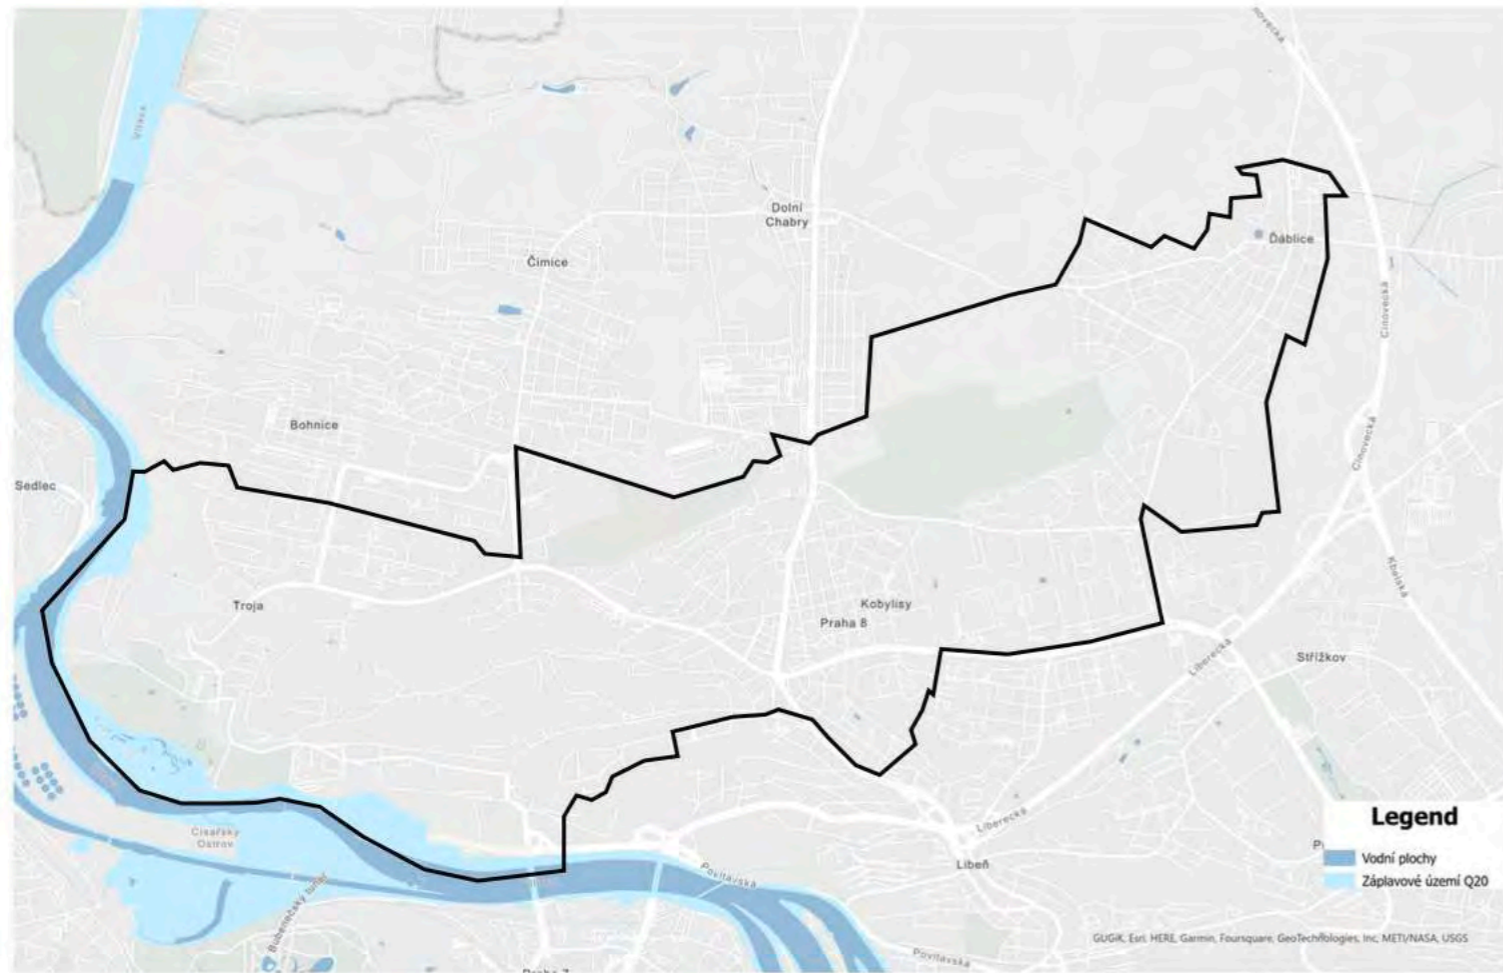 Vltava
Dolní
Chabry
Ďáblice
Čimice
Cínovecká
Bohnice
Cínovecká
Sedlec
Kbelská
Troja
Kobylisy
Praha 8
Liberecká
Střížkov
Císařský
Ostrov
Liberecká
Libeň
Povltavská
Bubenečský tunel
Povltavská
Legend
Vodní plochy
Záplavové území Q20
GUGiK, Esri, HERE, Garmin, Foursquare, GeoTechnologies, Inc, METI/NASA, USGS